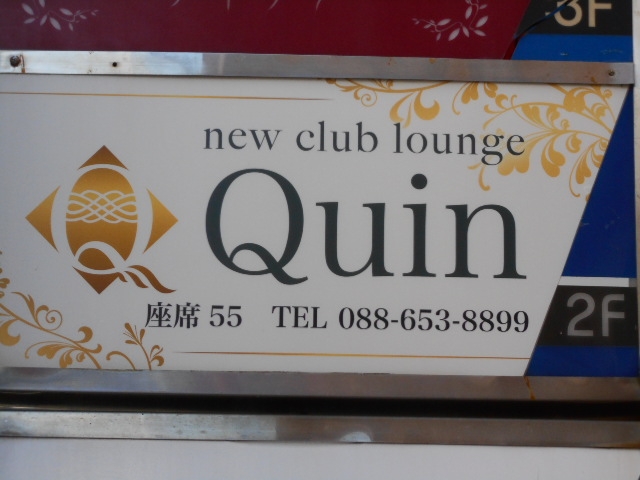 3F
new club lounge
Quin
座席 55 TEL 088-653-8899
2F